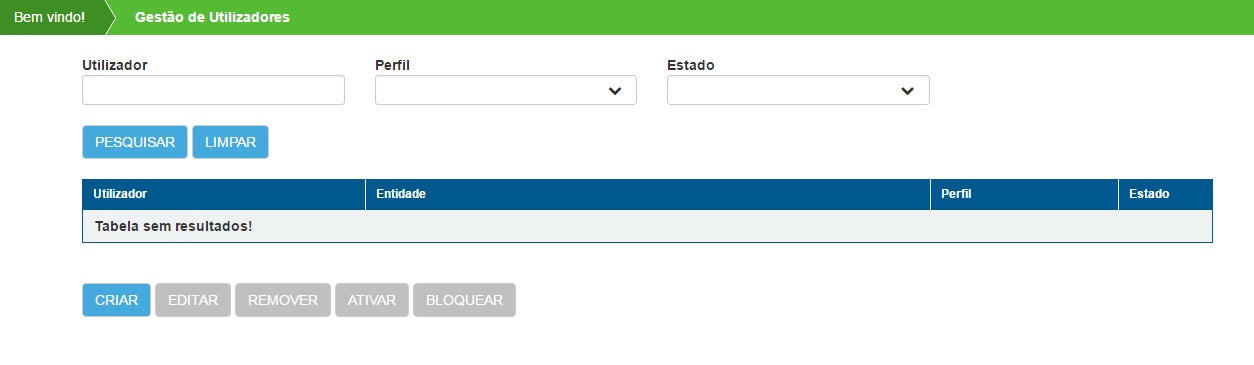 Bem vindo! Gestão de Utilizadores
Utilizador Perfil Estado
PESQUISAR LIMPAR
Utilizador Entidade Perfil Estado
Tabela sem resultados!
CRIAR EDITAR REMOVER ATIVAR BLOQUEAR